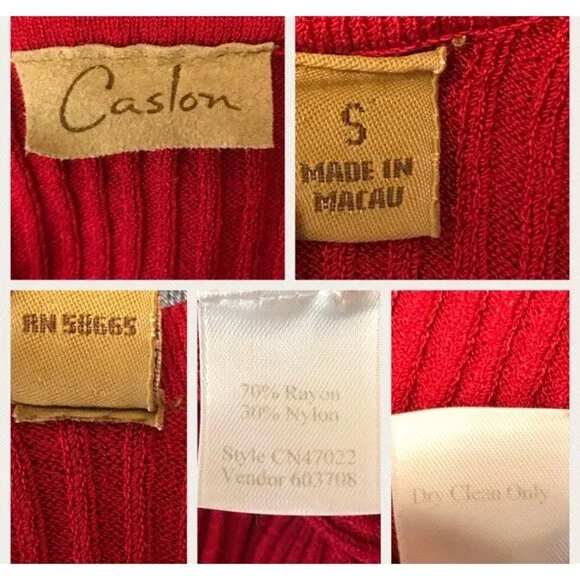 Caslon
S
MADE IN
MACAU
RN 58665
70% Rayon
30% Nylon
Style CN47022
Vendor 603708
Dry Clean Only